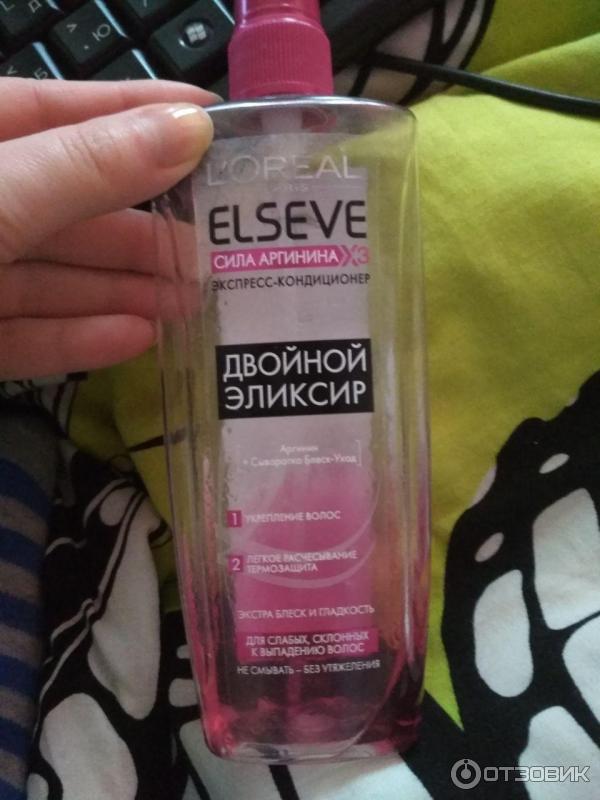 L'OREAL
PARIS
ELSEVE
СИЛА АРГИНИНА X3
ЭКСПРЕСС-КОНДИЦИОНЕР
ДВОЙНОЙ
ЭЛИКСИР
Аргинин
+ Сыворотка Блеск-Уход
1 УКРЕПЛЕНИЕ ВОЛОС
2 ЛЕГКОЕ РАСЧЕСЫВАНИЕ
ТЕРМОЗАЩИТА
ЭКСТРА БЛЕСК И ГЛАДКОСТЬ
ДЛЯ СЛАБЫХ, СКЛОННЫХ
К ВЫПАДЕНИЮ ВОЛОС
НЕ СМЫВАТЬ – БЕЗ УТЯЖЕЛЕНИЯ
ОТЗОВИК